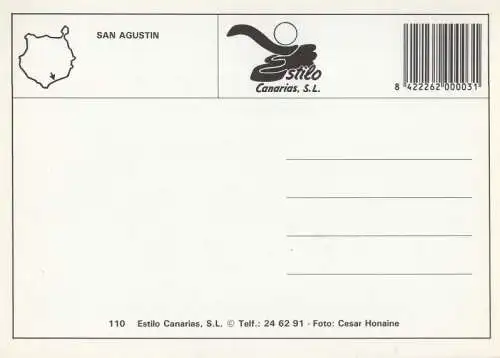 SAN AGUSTIN
Estilo
Canarias, S.L.
8 422262 000031
110 Estilo Canarias, S.L. © Telf.: 24 62 91 - Foto: Cesar Honaine